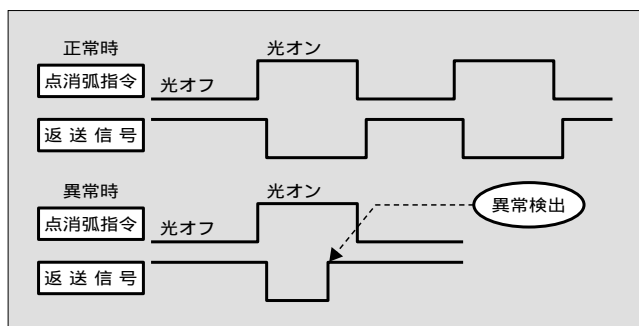 正常時
光オン
点消弧指令
光オフ
返送信号
異常時
光オン
点消弧指令
光オフ
異常検出
返送信号